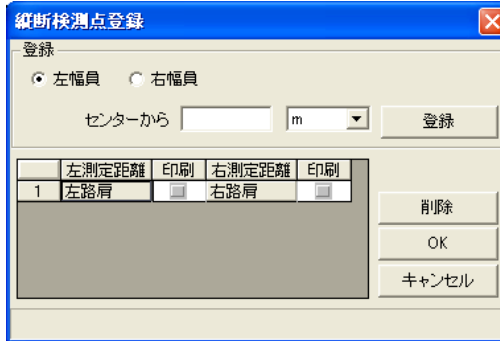 縦断検測点登録
登録
左幅員 右幅員
センターから m 登録
左測定距離 印刷 右測定距離 印刷
1 左路肩 右路肩
削除
OK
キャンセル